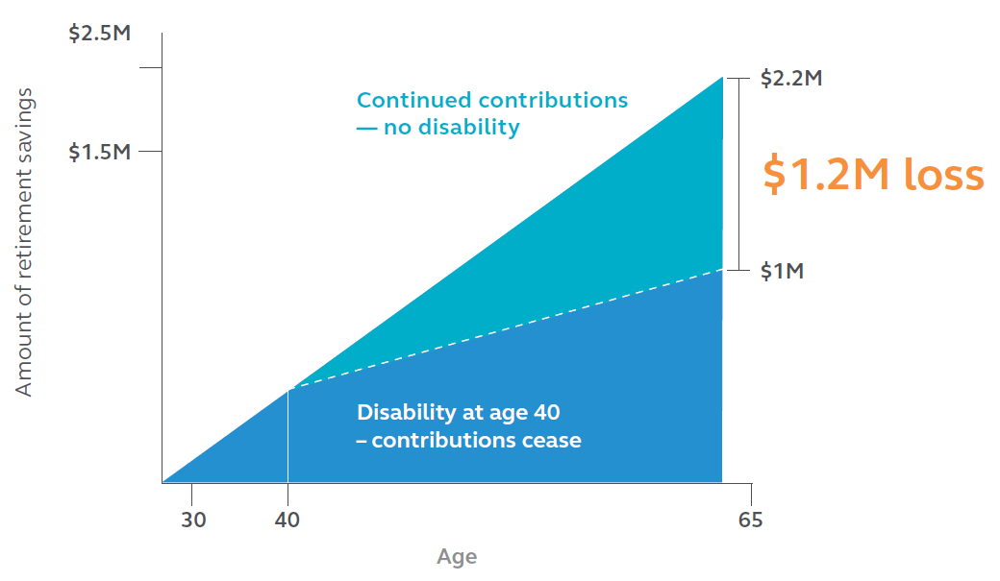 $2.5M
$1.5M
Amount of retirement savings
Continued contributions
— no disability
Disability at age 40
– contributions cease
$2.2M
$1.2M loss
$1M
30
40
65
Age